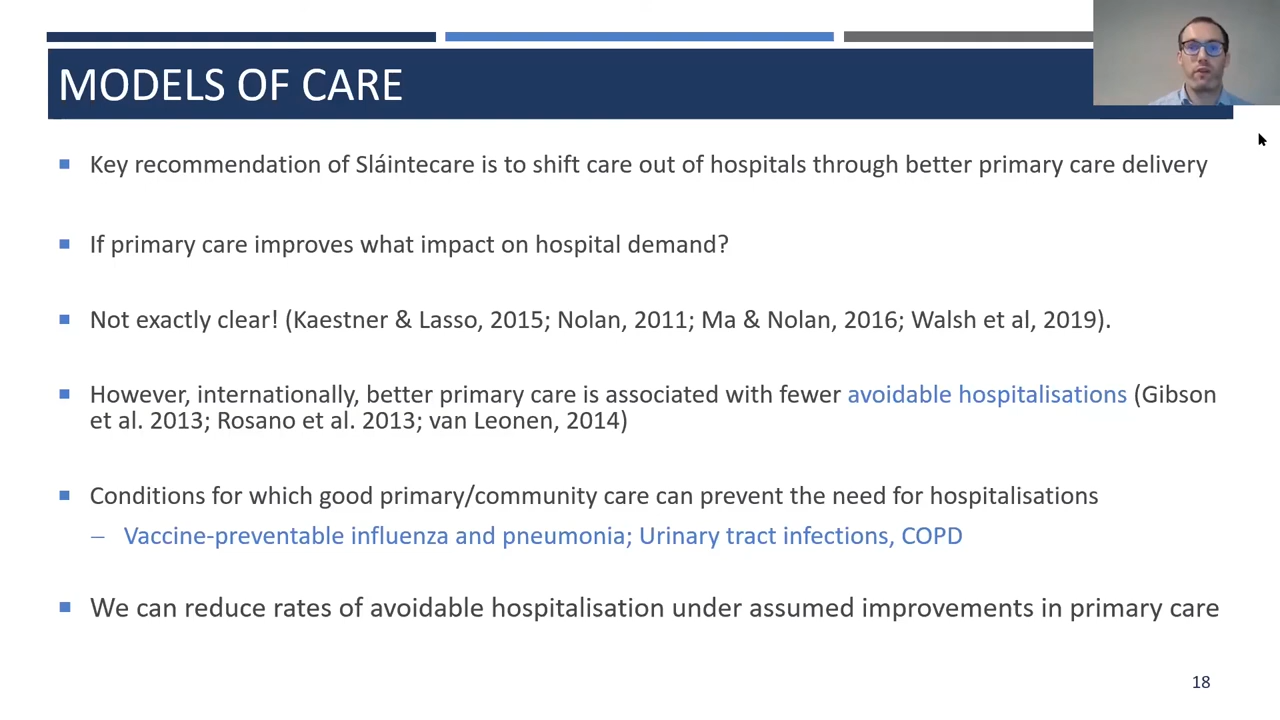 MODELS OF CARE
Key recommendation of Sláintecare is to shift care out of hospitals through better primary care delivery
If primary care improves what impact on hospital demand?
Not exactly clear! (Kaestner & Lasso, 2015; Nolan, 2011; Ma & Nolan, 2016; Walsh et al, 2019).
However, internationally, better primary care is associated with fewer avoidable hospitalisations (Gibson
et al. 2013; Rosano et al. 2013; van Leonen, 2014)
Conditions for which good primary/community care can prevent the need for hospitalisations
– Vaccine-preventable influenza and pneumonia; Urinary tract infections, COPD
We can reduce rates of avoidable hospitalisation under assumed improvements in primary care
18